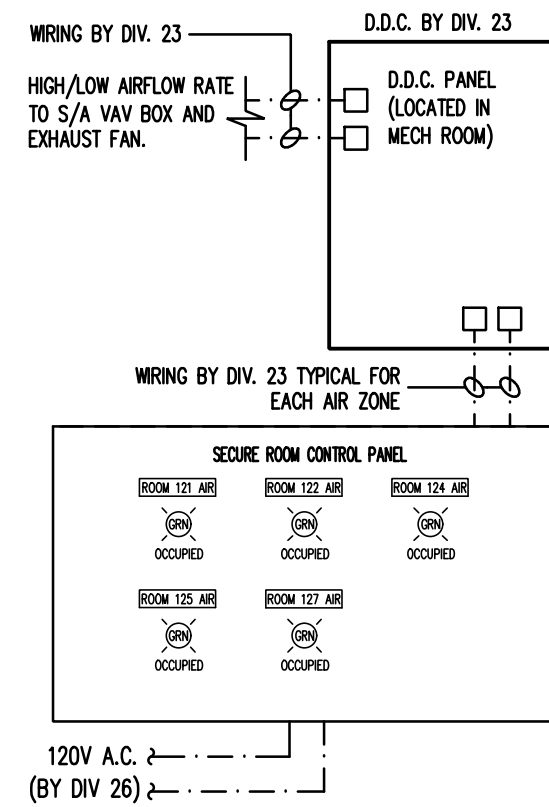 D.D.C. BY DIV. 23
WIRING BY DIV. 23
HIGH/LOW AIRFLOW RATE
TO S/A VAV BOX AND
EXHAUST FAN.
D.D.C. PANEL
(LOCATED IN
MECH ROOM)
WIRING BY DIV. 23 TYPICAL FOR
EACH AIR ZONE
SECURE ROOM CONTROL PANEL
ROOM 121 AIR
GRN
OCCUPIED
ROOM 122 AIR
GRN
OCCUPIED
ROOM 124 AIR
GRN
OCCUPIED
ROOM 125 AIR
GRN
OCCUPIED
ROOM 127 AIR
GRN
OCCUPIED
120V A.C.
(BY DIV 26)